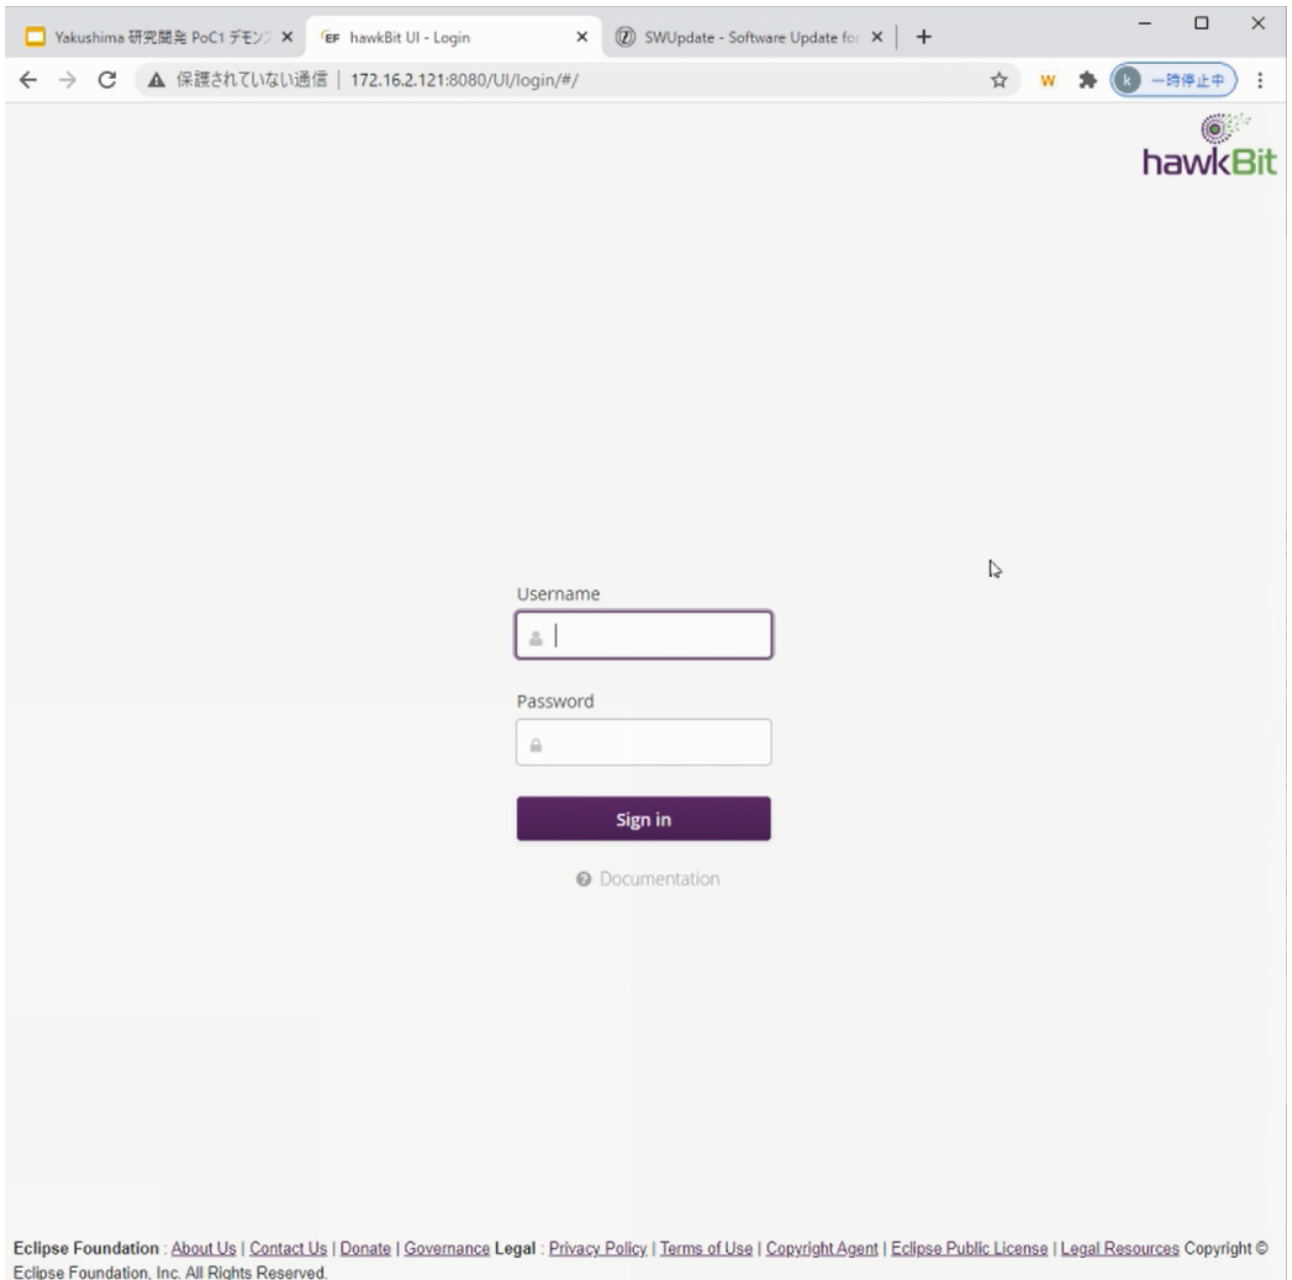 Yakushima 研究開発 PoC1 デモンス
hawkBit UI - Login
SWUpdate - Software Update for
保護されていない通信 | 172.16.2.121:8080/UI/login/#/
W
k 一時停止中
hawkBit
Username
Password
Sign in
Documentation
Eclipse Foundation : About Us | Contact Us | Donate | Governance Legal : Privacy Policy | Terms of Use | Copyright Agent | Eclipse Public License | Legal Resources Copyright ©
Eclipse Foundation, Inc. All Rights Reserved.